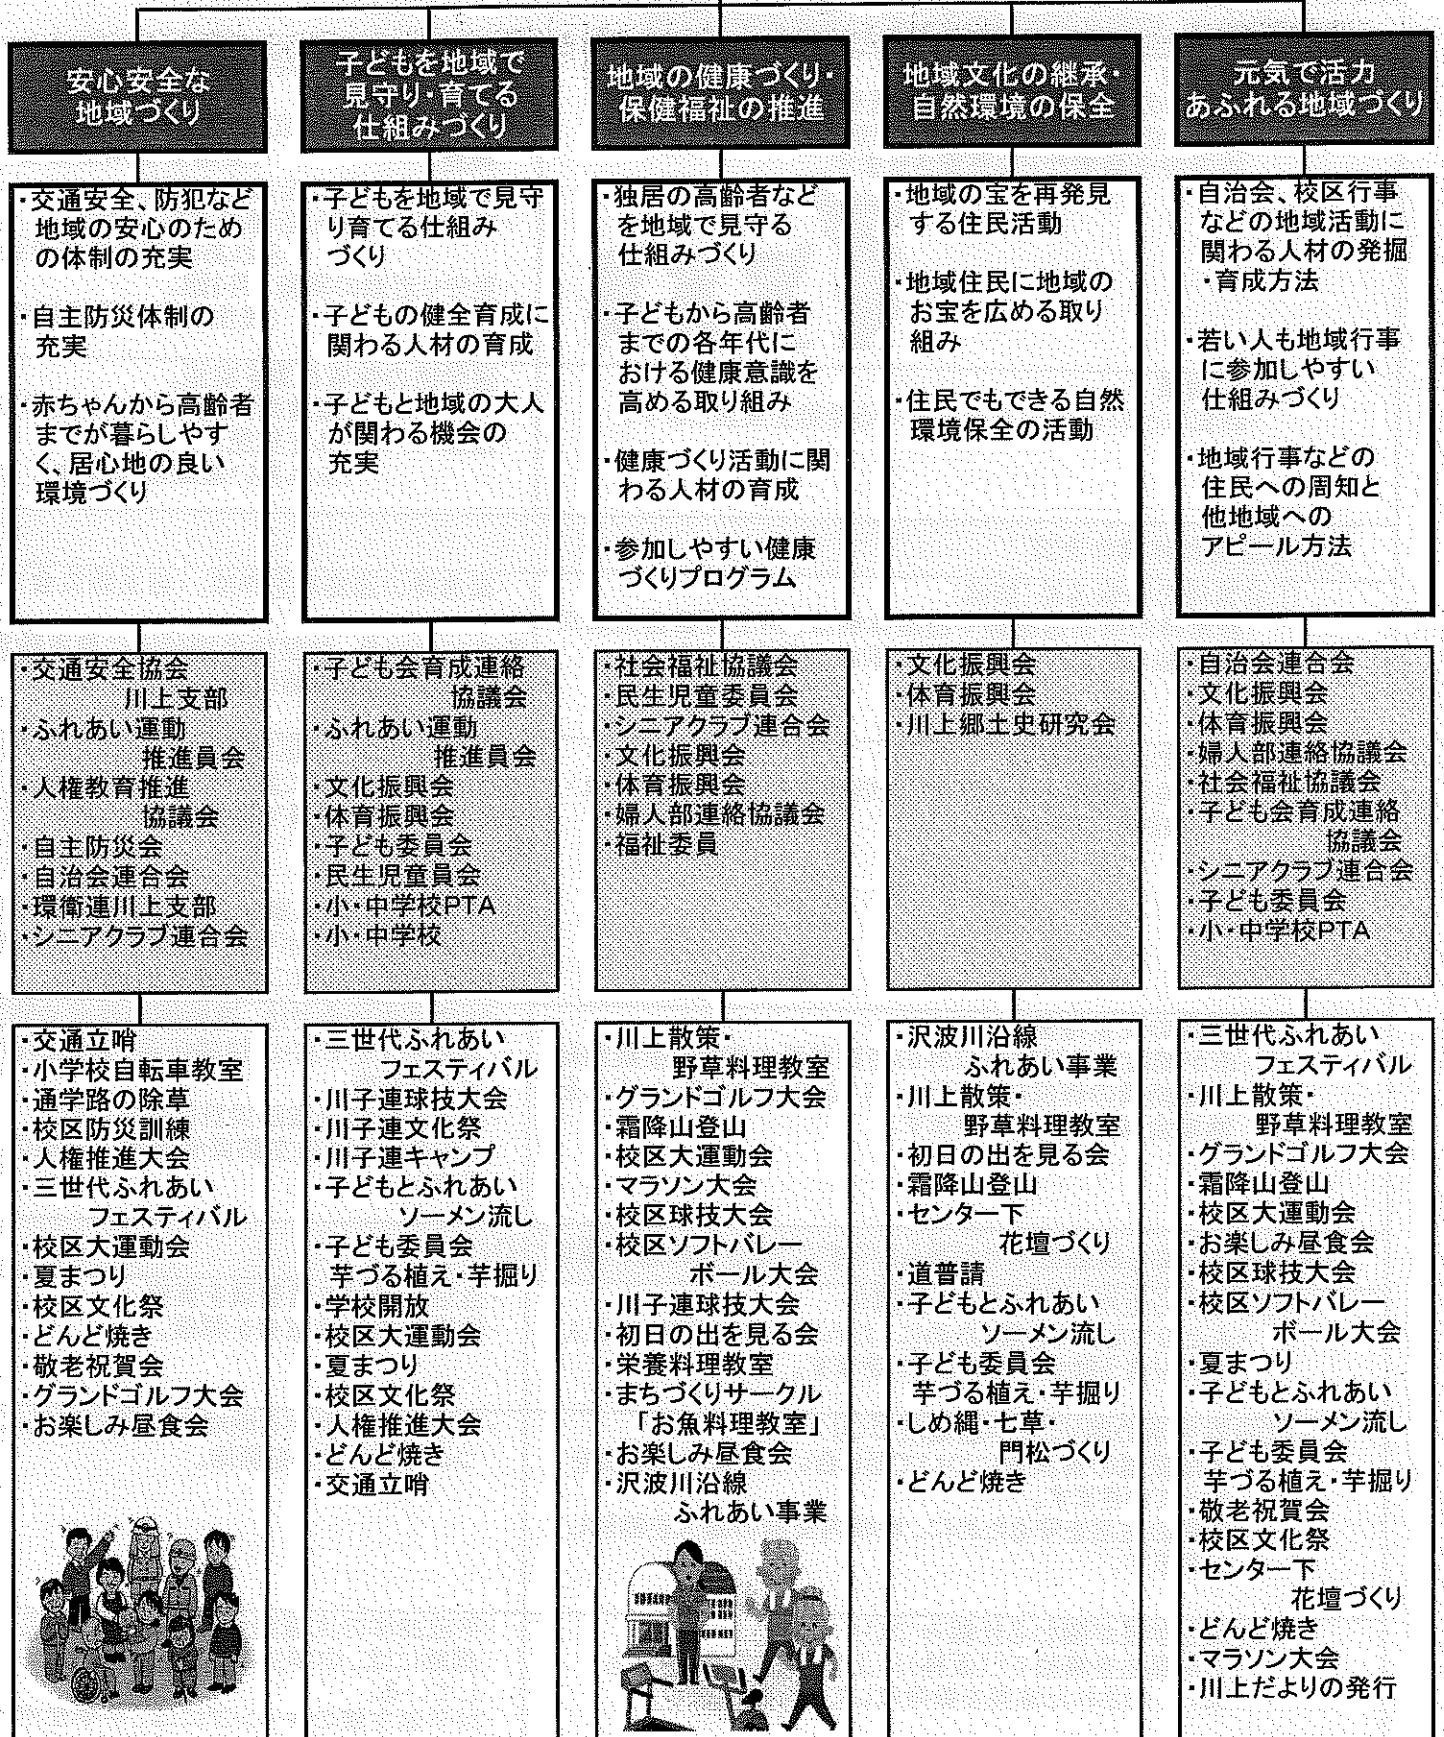 安心安全な
地域づくり
子どもを地域で
見守り・育てる
仕組みづくり
地域の健康づくり・
保健福祉の推進
地域文化の継承・
自然環境の保全
元気で活力
あふれる地域づくり
・交通安全、防犯など
地域の安心のため
の体制の充実
・自主防災体制の
充実
・赤ちゃんから高齢者
までが暮らしやす
く、居心地の良い
環境づくり
・子どもを地域で見守
り育てる仕組み
づくり
・子どもの健全育成に
関わる人材の育成
・子どもと地域の大人
が関わる機会の
充実
・独居の高齢者など
を地域で見守る
仕組みづくり
・子どもから高齢者
までの各年代に
おける健康意識を
高める取り組み
・健康づくり活動に関
わる人材の育成
・参加しやすい健康
づくりプログラム
・地域の宝を再発見
する住民活動
・地域住民に地域の
お宝を広める取り
組み
・住民でもできる自然
環境保全の活動
・自治会、校区行事
などの地域活動に
関わる人材の発掘
・育成方法
・若い人も地域行事
に参加しやすい
仕組みづくり
・地域行事などの
住民への周知と
他地域への
アピール方法
・交通安全協会
川上支部
・ふれあい運動
推進員会
・人権教育推進
協議会
・自主防災会
・自治会連合会
・環衛連川上支部
・シニアクラブ連合会
・子ども会育成連絡
協議会
・ふれあい運動
推進員会
・文化振興会
・体育振興会
・子ども委員会
・民生児童員会
・小・中学校PTA
・小・中学校
・社会福祉協議会
・民生児童委員会
・シニアクラブ連合会
・文化振興会
・体育振興会
・婦人部連絡協議会
・福祉委員
・文化振興会
・体育振興会
・川上郷土史研究会
・自治会連合会
・文化振興会
・体育振興会
・婦人部連絡協議会
・社会福祉協議会
・子ども会育成連絡
協議会
・シニアクラブ連合会
・子ども委員会
・小・中学校PTA
・交通立哨
・小学校自転車教室
・通学路の除草
・校区防災訓練
・人権推進大会
・三世代ふれあい
フェスティバル
・校区大運動会
・夏まつり
・校区文化祭
・どんど焼き
・敬老祝賀会
・グランドゴルフ大会
・お楽しみ昼食会
・三世代ふれあい
フェスティバル
・川子連球技大会
・川子連文化祭
・川子連キャンプ
・子どもとふれあい
ソーメン流し
・子ども委員会
芋づる植え・芋掘り
・学校開放
・校区大運動会
・夏まつり
・校区文化祭
・人権推進大会
・どんど焼き
・交通立哨
・川上散策・
野草料理教室
・グランドゴルフ大会
・霜降山登山
・校区大運動会
・マラソン大会
・校区球技大会
・校区ソフトバレー
ボール大会
・川子連球技大会
・初日の出を見る会
・栄養料理教室
・まちづくりサークル
「お魚料理教室」
・お楽しみ昼食会
・沢波川沿線
ふれあい事業
・沢波川沿線
ふれあい事業
・川上散策・
野草料理教室
・初日の出を見る会
・霜降山登山
・センター下
花壇づくり
・道普請
・子どもとふれあい
ソーメン流し
・子ども委員会
芋づる植え・芋掘り
・しめ縄・七草・
門松づくり
・どんど焼き
・三世代ふれあい
フェスティバル
・川上散策・
野草料理教室
・グランドゴルフ大会
・霜降山登山
・校区大運動会
・お楽しみ昼食会
・校区球技大会
・校区ソフトバレー
ボール大会
・夏まつり
・子どもとふれあい
ソーメン流し
・子ども委員会
芋づる植え・芋掘り
・敬老祝賀会
・校区文化祭
・センター下
花壇づくり
・どんど焼き
・マラソン大会
・川上だよりの発行